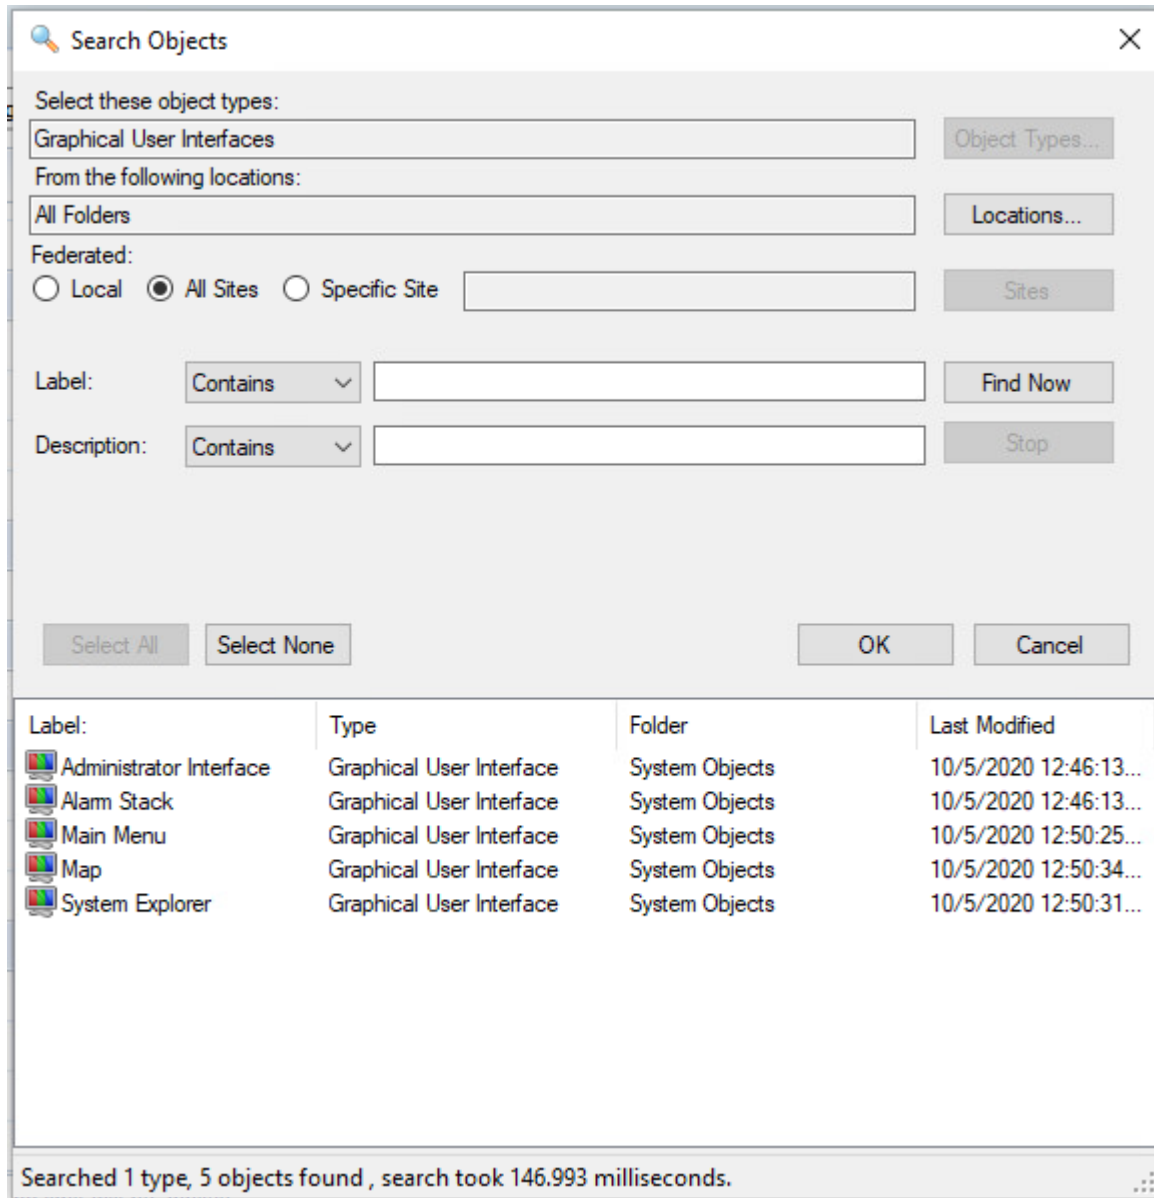 Search Objects
Select these object types:
Graphical User Interfaces
Object Types...
From the following locations:
All Folders
Locations...
Federated:
Local All Sites Specific Site
Sites
Label: Contains Find Now
Description: Contains Stop
Select All Select None OK Cancel
Label: Type Folder Last Modified
Administrator Interface Graphical User Interface System Objects 10/5/2020 12:46:13...
Alarm Stack Graphical User Interface System Objects 10/5/2020 12:46:13...
Main Menu Graphical User Interface System Objects 10/5/2020 12:50:25...
Map Graphical User Interface System Objects 10/5/2020 12:50:34...
System Explorer Graphical User Interface System Objects 10/5/2020 12:50:31...
Searched 1 type, 5 objects found , search took 146.993 milliseconds.